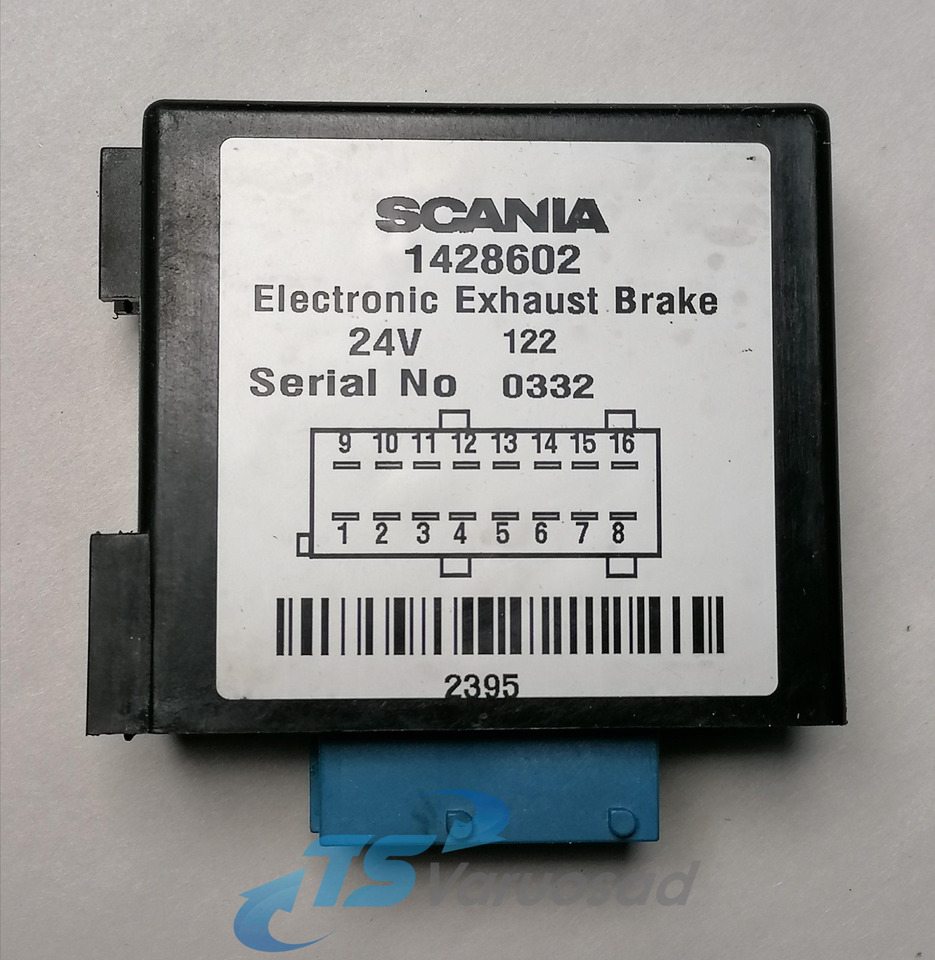 SCANIA
1428602
Electronic Exhaust Brake
24V 122
Serial No 0332
9 10 11 12 13 14 15 16
1 2 3 4 5 6 7 8
2395
TS Varuosad